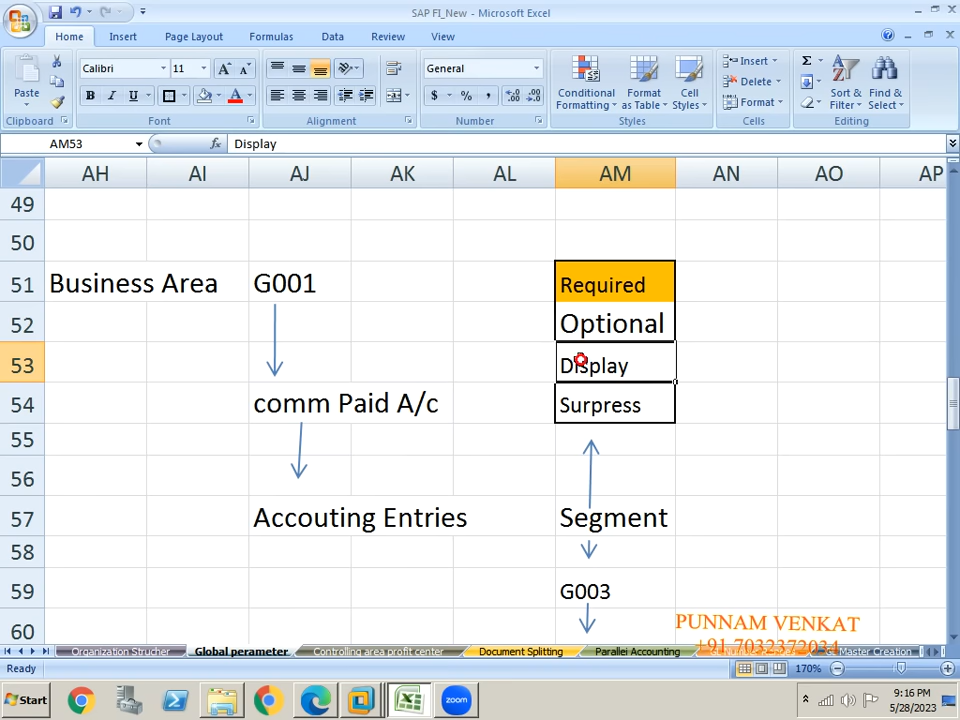 SAP FI_New - Microsoft Excel
Home Insert Page Layout Formulas Data Review View
Paste
Calibri 11
General
B I U
$ % ,
Conditional Formatting
Format as Table
Cell Styles
Insert
Delete
Format
Sort & Filter
Find & Select
Clipboard Font Alignment Number Styles Cells Editing
AM53 fx Display
AH AI AJ AK AL AM AN AO AP
49
50
51 Business Area G001 Required
52 Optional
53 Display
54 comm Paid A/c Surpress
55
56
57 Accouting Entries Segment
58
59 G003
60
PUNNAM VENKAT
+91 7032372034
Organization Strucher Global perameter Controlling area profit center Document Splitting Parallel Accounting Master Creation
Ready 170%
Start zoom 9:16 PM
5/28/2023